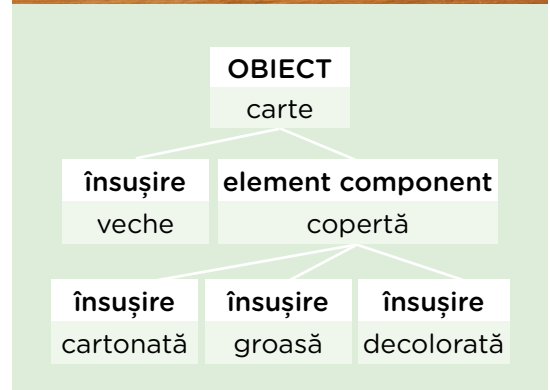 OBIECT
carte
însușire element component
veche copertă
însușire însușire însușire
cartonată groasă decolorată